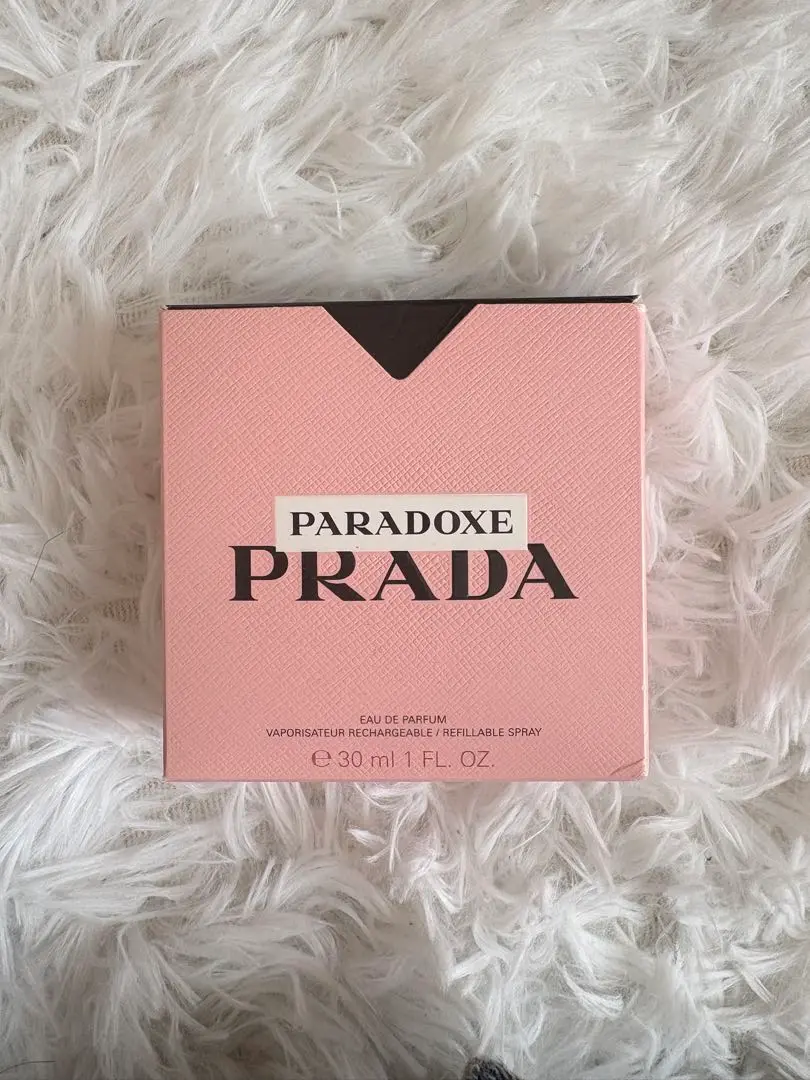 PARADOXE
PRADA
EAU DE PARFUM
VAPORISATEUR RECHARGEABLE / REFILLABLE SPRAY
℮ 30 ml 1 FL. OZ.